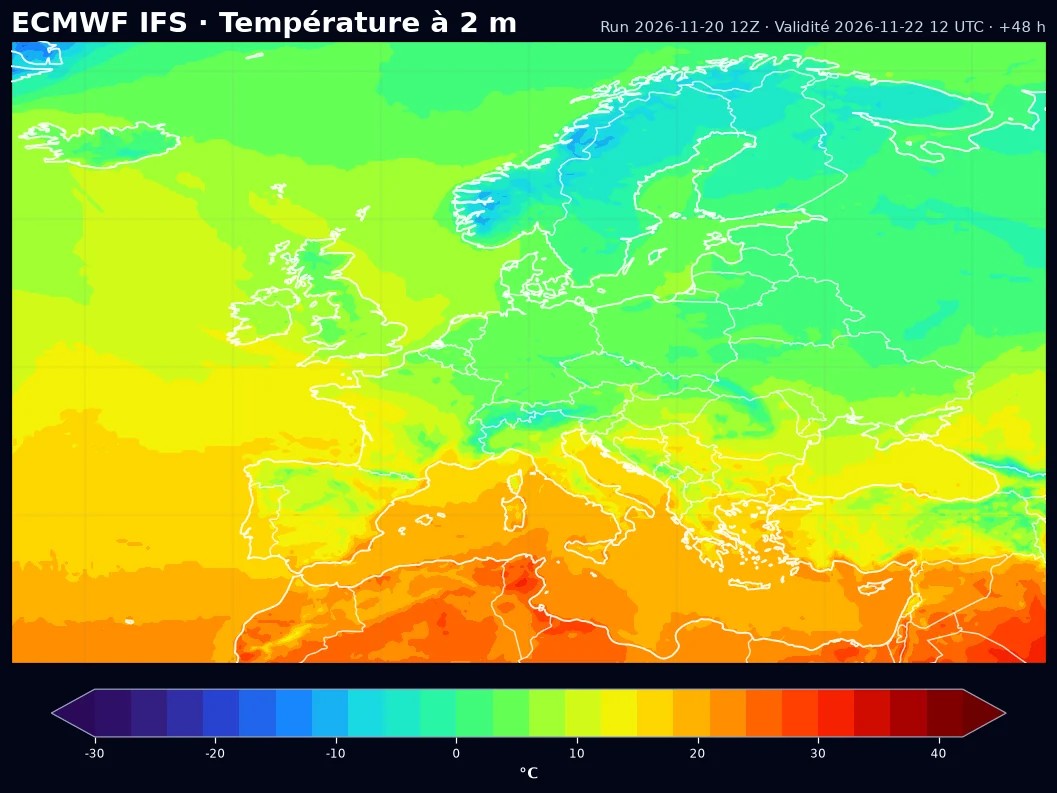 ECMWF IFS · Température à 2 m
Run 2026-11-20 12Z · Validité 2026-11-22 12 UTC · +48 h
-30 -20 -10 0 10 20 30 40
°C